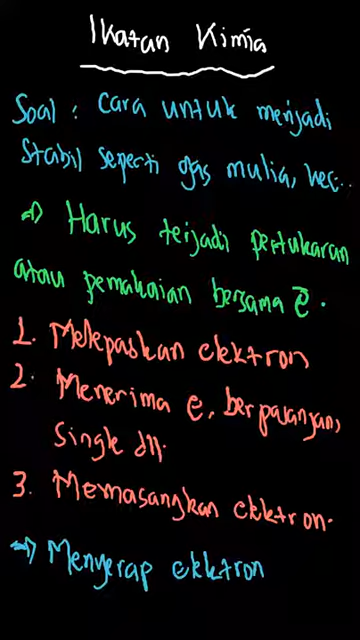 Ikatan Kimia
Soal : cara untuk menjadi
Stabil seperti gas mulia, kec...
=> Harus terjadi pertukaran
atau pemakaian bersama e̅.
1. Melepaskan elektron
2. Menerima e, berpasangan,
Single dll.
3. Memasangkan elektron.
=> Menyerap elektron